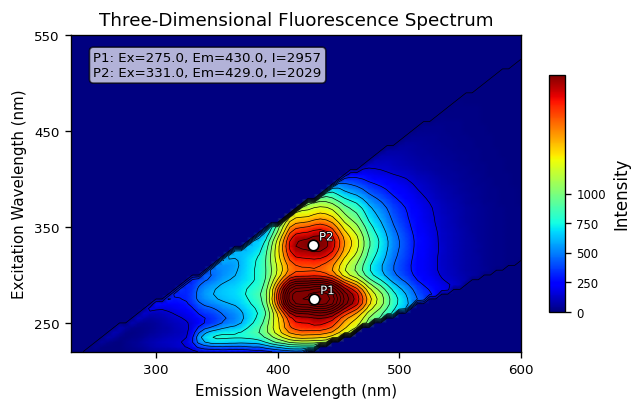 Three-Dimensional Fluorescence Spectrum
P1: Ex=275.0, Em=430.0, I=2957
P2: Ex=331.0, Em=429.0, I=2029
550
450
350
250
Excitation Wavelength (nm)
P2
P1
300
400
500
600
Emission Wavelength (nm)
1000
750
500
250
0
Intensity